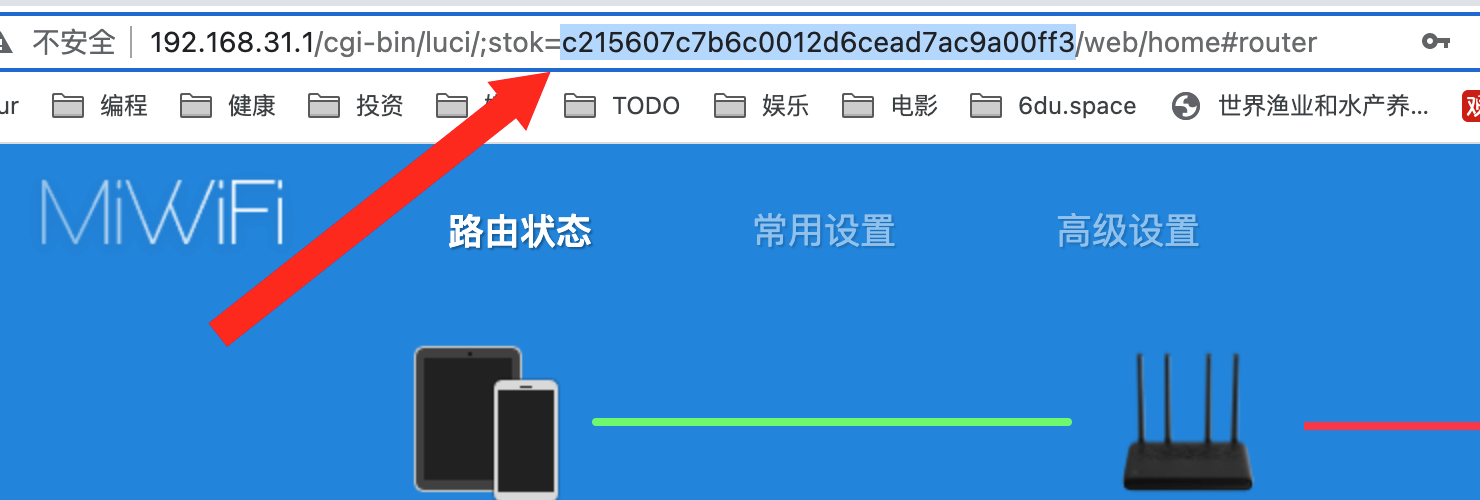 不安全 192.168.31.1/cgi-bin/luci/;stok=c215607c7b6c0012d6cead7ac9a00ff3/web/home#router
ur 编程 健康 投资 TODO 娱乐 电影 6du.space 世界渔业和水产养...
MiWiFi
路由状态 常用设置 高级设置